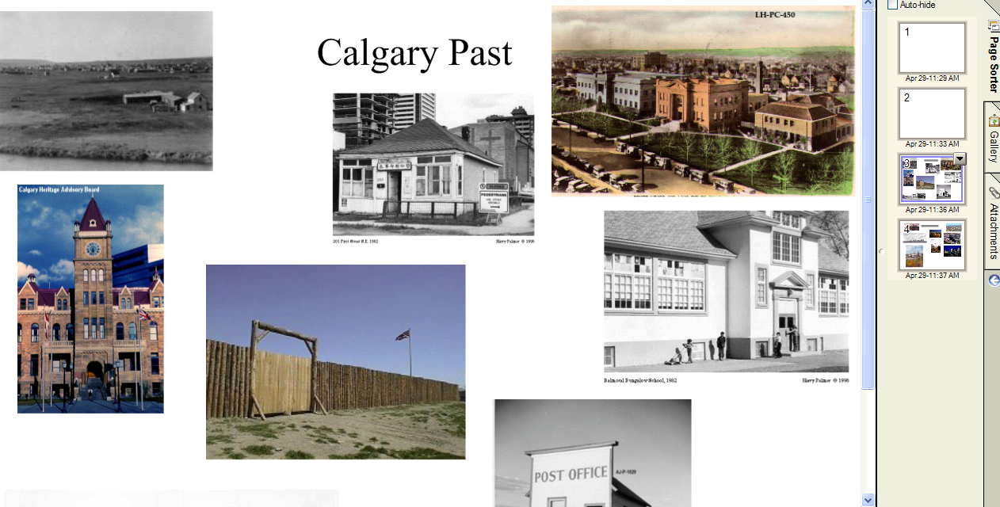 LH-PC-450
Calgary Past
Calgary Heritage Advisory Board
PEDESTRIANS
201 First Street S.E. 1982
Harry Palmer © 1996
Balmoral Bungalow School, 1982
Harry Palmer © 1996
POST OFFICE
AJ-P-1029
Auto-hide
1
Apr 29-11:29 AM
2
Apr 29-11:33 AM
3
Apr 29-11:36 AM
4
Apr 29-11:37 AM
Page Sorter
Gallery
Attachments